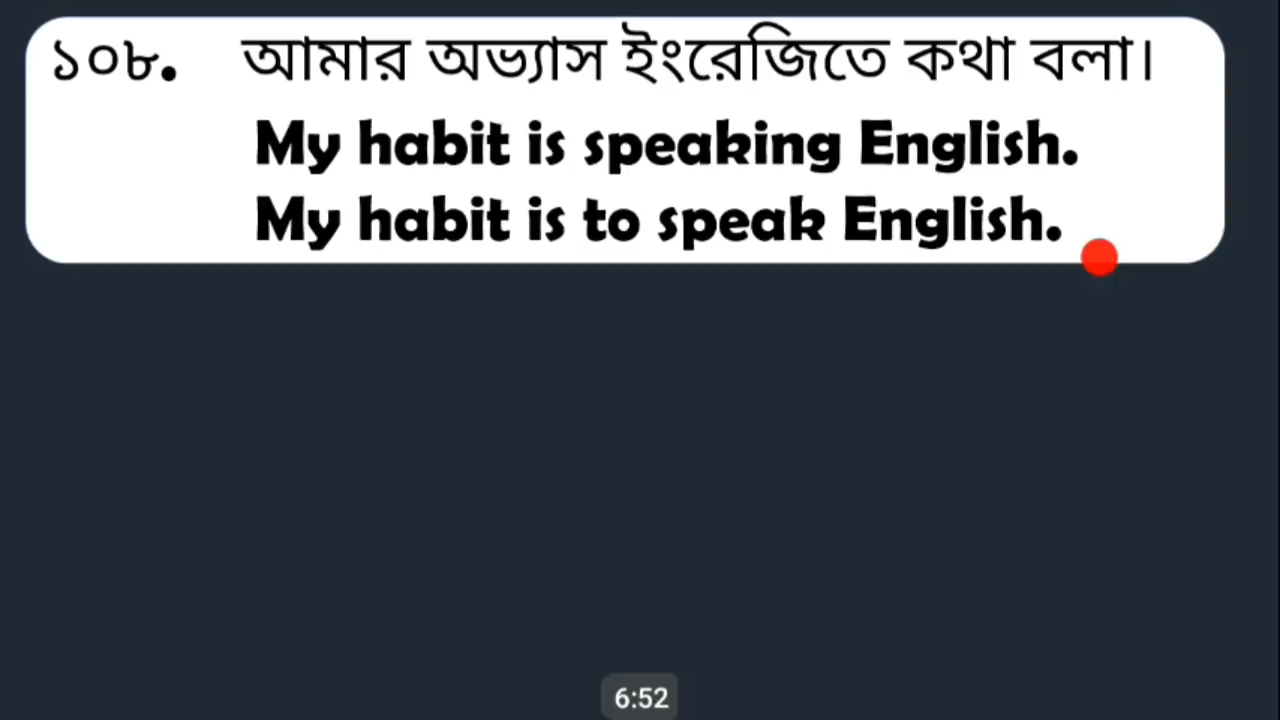 ১০৮. আমার অভ্যাস ইংরেজিতে কথা বলা।
My habit is speaking English.
My habit is to speak English.
6:52